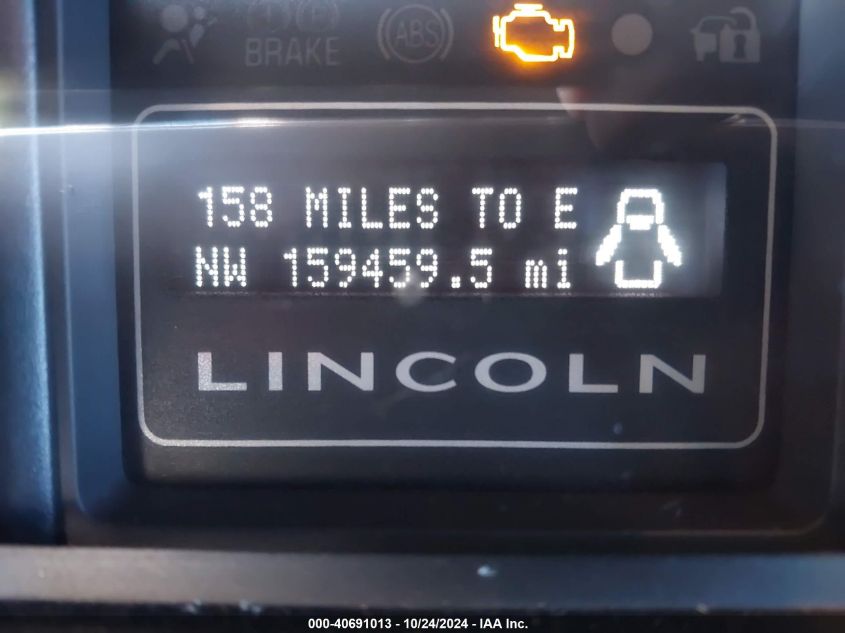 BRAKE
ABS
158 MILES TO E
NW 159459.5 mi
LINCOLN
000-40691013 - 10/24/2024 - IAA Inc.